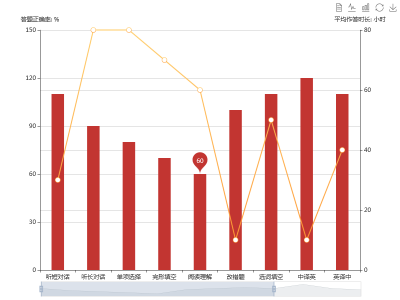 答题正确率: %
平均作答时长: 小时
150
120
90
60
30
0
80
60
40
20
0
60
听短对话
听长对话
单项选择
完形填空
阅读理解
改错题
选词填空
中译英
英译中